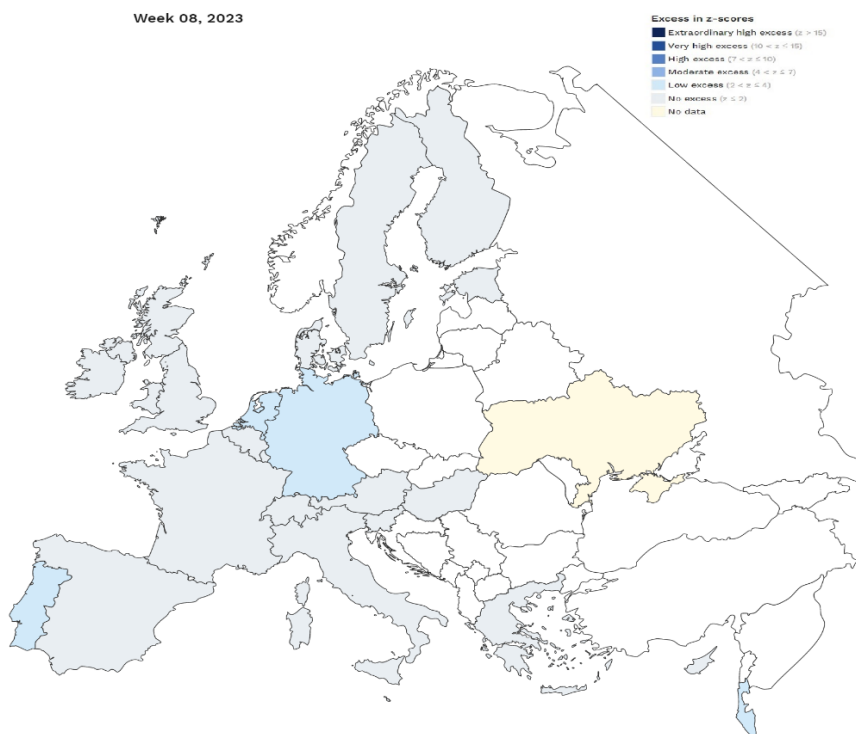 Week 08, 2023
Excess in z-scores
Extraordinary high excess (z > 15)
Very high excess (10 < z ≤ 15)
High excess (7 < z ≤ 10)
Moderate excess (4 < z ≤ 7)
Low excess (2 < z ≤ 4)
No excess (z ≤ 2)
No data